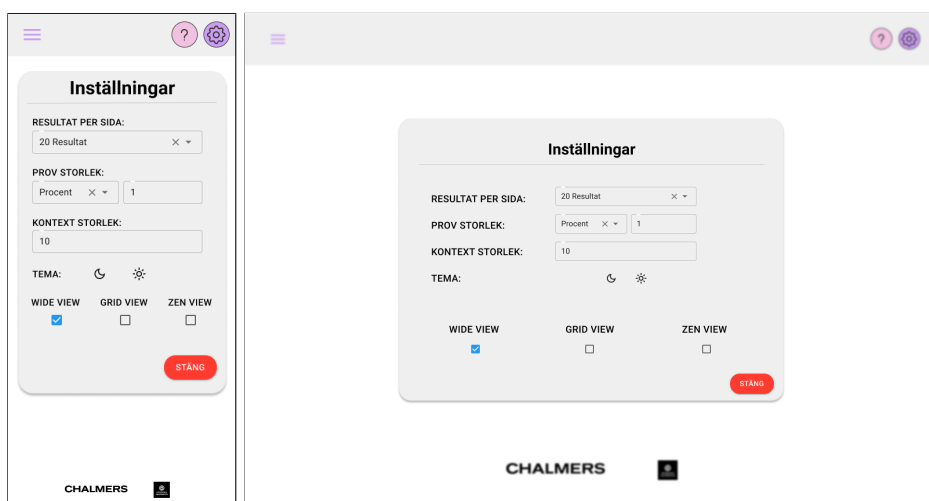 ?
Inställningar
RESULTAT PER SIDA:
20 Resultat
PROV STORLEK:
Procent 1
KONTEXT STORLEK:
10
TEMA:
WIDE VIEW GRID VIEW ZEN VIEW
STÄNG
CHALMERS
?
Inställningar
RESULTAT PER SIDA: 20 Resultat
PROV STORLEK: Procent 1
KONTEXT STORLEK: 10
TEMA:
WIDE VIEW GRID VIEW ZEN VIEW
STÄNG
CHALMERS